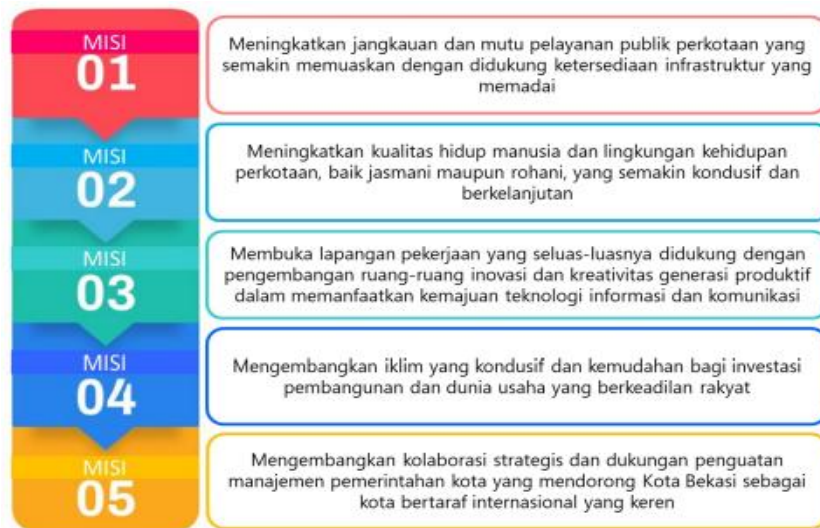 MISI
01
Meningkatkan jangkauan dan mutu pelayanan publik perkotaan yang
semakin memuaskan dengan didukung ketersediaan infrastruktur yang
memadai
MISI
02
Meningkatkan kualitas hidup manusia dan lingkungan kehidupan
perkotaan, baik jasmani maupun rohani, yang semakin kondusif dan
berkelanjutan
MISI
03
Membuka lapangan pekerjaan yang seluas-luasnya didukung dengan
pengembangan ruang-ruang inovasi dan kreativitas generasi produktif
dalam memanfaatkan kemajuan teknologi informasi dan komunikasi
MISI
04
Mengembangkan iklim yang kondusif dan kemudahan bagi investasi
pembangunan dan dunia usaha yang berkeadilan rakyat
MISI
05
Mengembangkan kolaborasi strategis dan dukungan penguatan
manajemen pemerintahan kota yang mendorong Kota Bekasi sebagai
kota bertaraf internasional yang keren